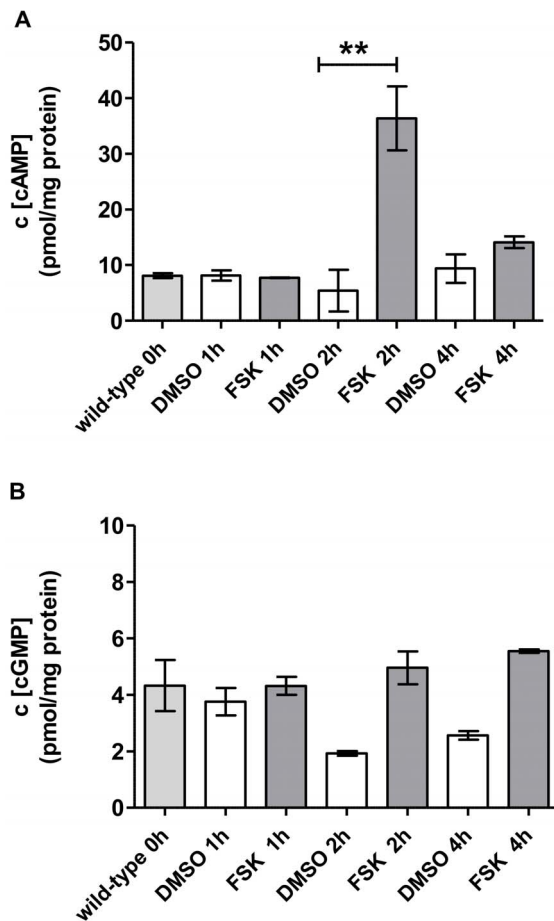 A
c [cAMP]
(pmol/mg protein)
50
40
30
20
10
0
**
wild-type 0h
DMSO 1h
FSK 1h
DMSO 2h
FSK 2h
DMSO 4h
FSK 4h
B
c [cGMP]
(pmol/mg protein)
10
8
6
4
2
0
wild-type 0h
DMSO 1h
FSK 1h
DMSO 2h
FSK 2h
DMSO 4h
FSK 4h